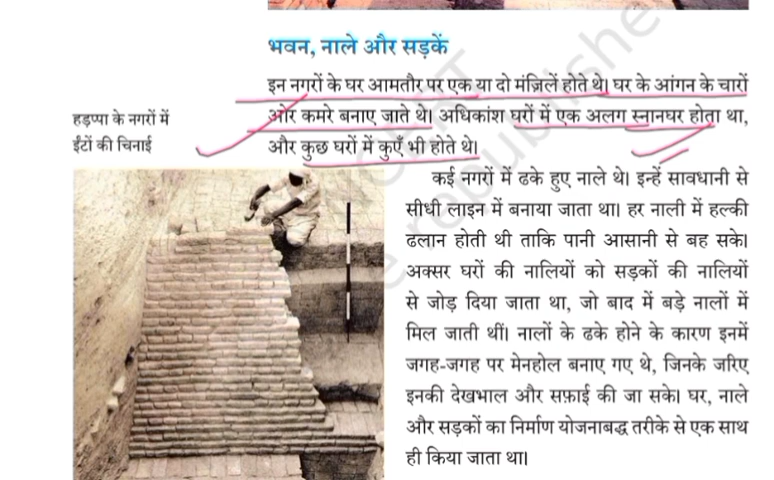 भवन, नाले और सड़कें
इन नगरों के घर आमतौर पर एक या दो मंज़िलें होते थे। घर के आंगन के चारों
ओर कमरे बनाए जाते थे। अधिकांश घरों में एक अलग स्नानघर होता था,
और कुछ घरों में कुएँ भी होते थे।
हड़प्पा के नगरों में
ईंटों की चिनाई
कई नगरों में ढके हुए नाले थे। इन्हें सावधानी से
सीधी लाइन में बनाया जाता था। हर नाली में हल्की
ढलान होती थी ताकि पानी आसानी से बह सके।
अक्सर घरों की नालियों को सड़कों की नालियों
से जोड़ दिया जाता था, जो बाद में बड़े नालों में
मिल जाती थीं। नालों के ढके होने के कारण इनमें
जगह-जगह पर मेनहोल बनाए गए थे, जिनके जरिए
इनकी देखभाल और सफ़ाई की जा सके। घर, नाले
और सड़कों का निर्माण योजनाबद्ध तरीके से एक साथ
ही किया जाता था।
NCERT
e republishe